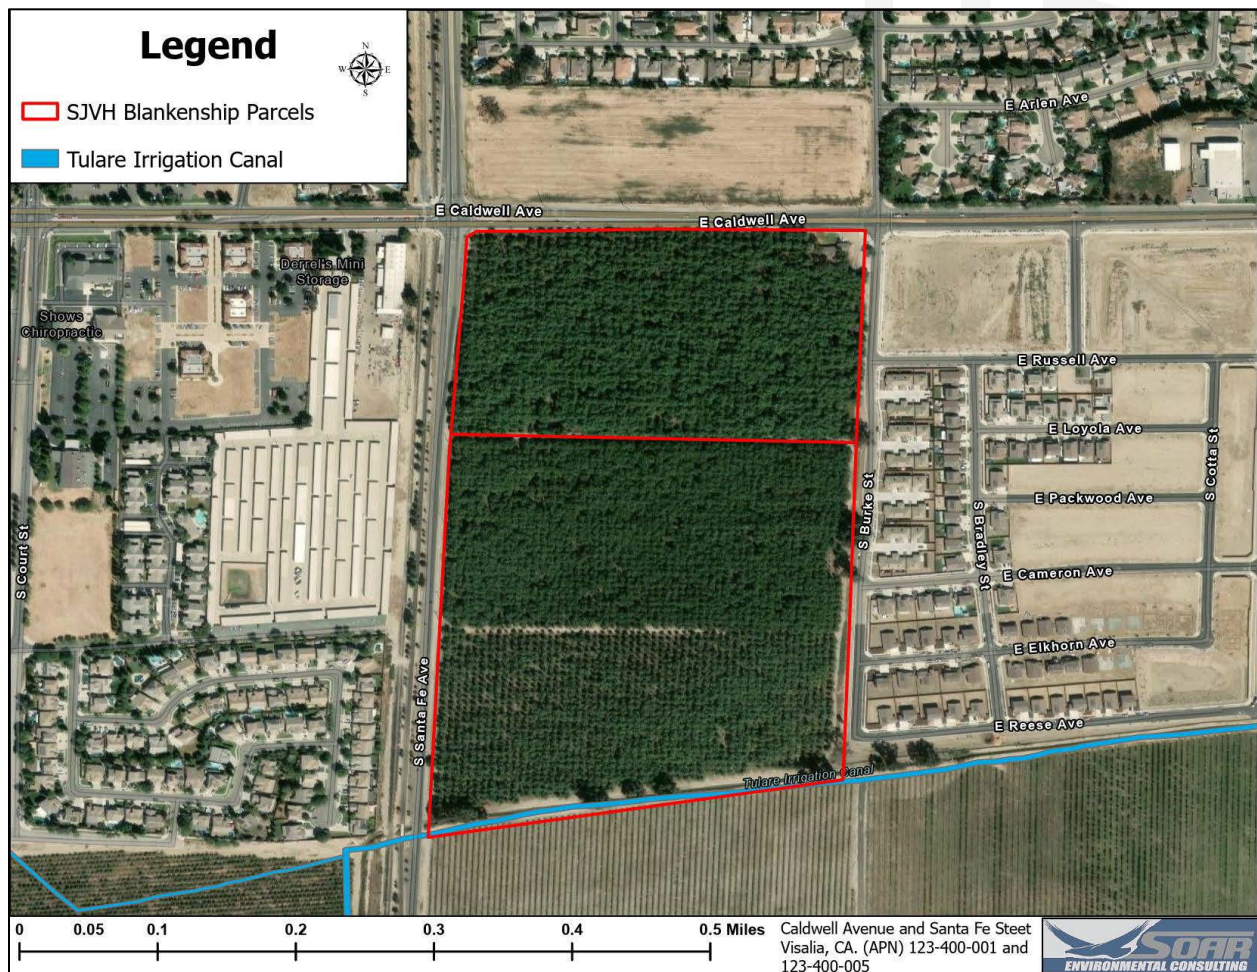 Legend
N
W E
S
SJVH Blankenship Parcels
Tulare Irrigation Canal
E Arlen Ave
E Caldwell Ave
E Caldwell Ave
Derrel's Mini
Storage
Shows
Chiropractic
E Russell Ave
E Loyola Ave
S Cotta St
E Packwood Ave
S Burke St
S Bradley St
S Court St
E Cameron Ave
E Elkhorn Ave
S Santa Fe Ave
E Reese Ave
Tulare Irrigation Canal
0 0.05 0.1 0.2 0.3 0.4 0.5 Miles
Caldwell Avenue and Santa Fe Steet
Visalia, CA. (APN) 123-400-001 and
123-400-005
SOAR
ENVIRONMENTAL CONSULTING